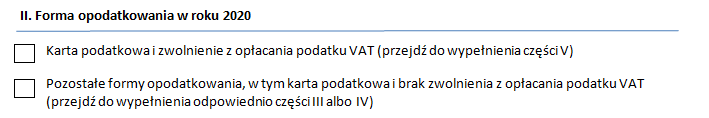 II. Forma opodatkowania w roku 2020
Karta podatkowa i zwolnienie z opłacania podatku VAT (przejdź do wypełnienia części V)
Pozostałe formy opodatkowania, w tym karta podatkowa i brak zwolnienia z opłacania podatku VAT
(przejdź do wypełnienia odpowiednio części III albo IV)